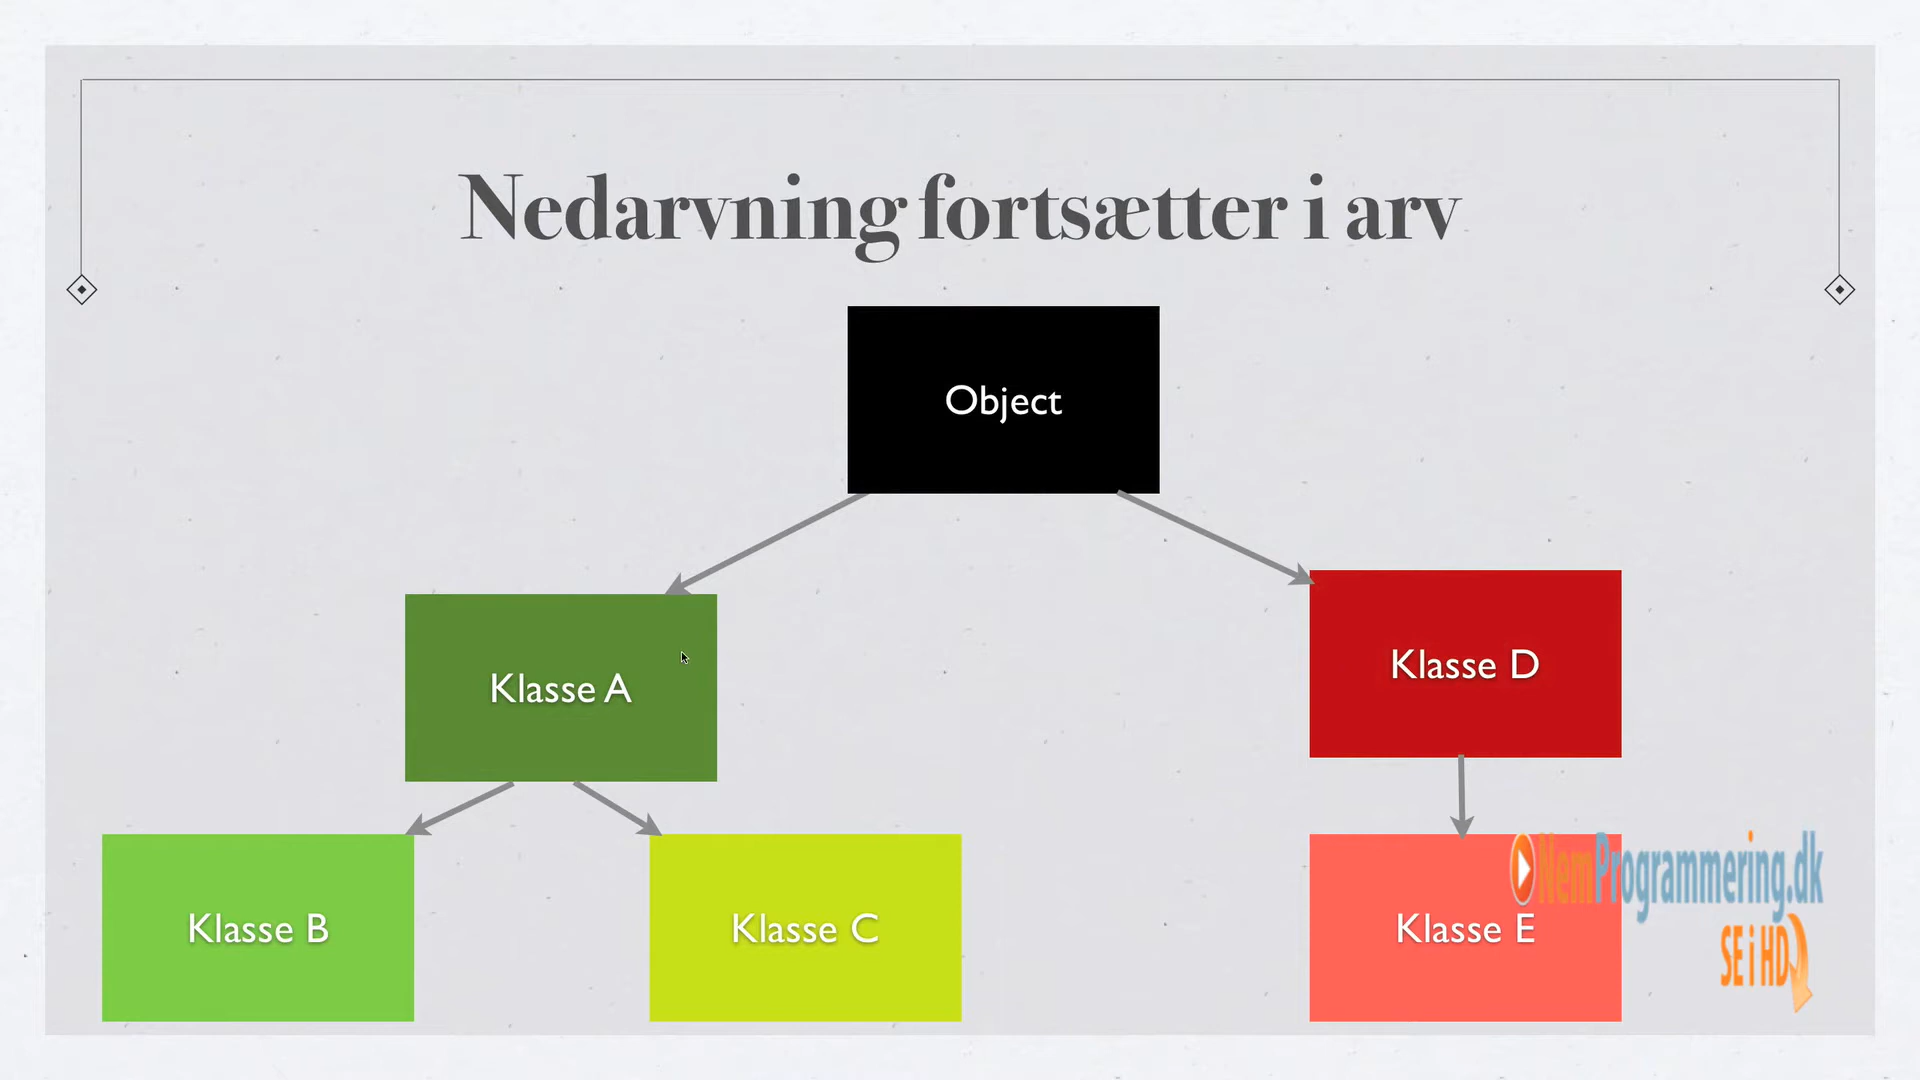 Nedarvning fortsætter i arv
Object
Klasse A
Klasse D
Klasse B
Klasse C
Klasse E
NemProgrammering.dk
SE i HD